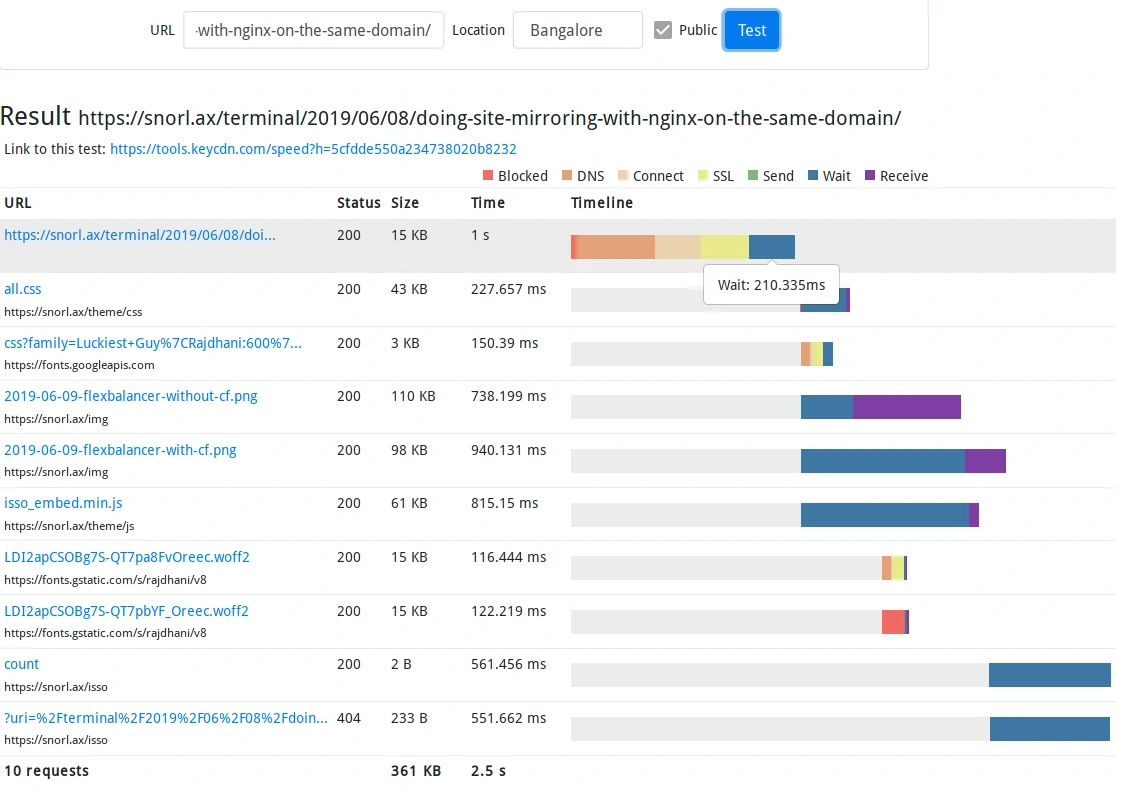 URL -with-nginx-on-the-same-domain/ Location Bangalore Public Test
Result https://snorl.ax/terminal/2019/06/08/doing-site-mirroring-with-nginx-on-the-same-domain/
Link to this test: https://tools.keycdn.com/speed?h=5cfdde550a234738020b8232
Blocked DNS Connect SSL Send Wait Receive
URL Status Size Time Timeline
https://snorl.ax/terminal/2019/06/08/doi... 200 15 KB 1 s
Wait: 210.335ms
all.css 200 43 KB 227.657 ms
https://snorl.ax/theme/css
css?family=Luckiest+Guy%7CRajdhani:600%7... 200 3 KB 150.39 ms
https://fonts.googleapis.com
2019-06-09-flexbalancer-without-cf.png 200 110 KB 738.199 ms
https://snorl.ax/img
2019-06-09-flexbalancer-with-cf.png 200 98 KB 940.131 ms
https://snorl.ax/img
isso_embed.min.js 200 61 KB 815.15 ms
https://snorl.ax/theme/js
LDI2apCSOBg7S-QT7pa8FvOreec.woff2 200 15 KB 116.444 ms
https://fonts.gstatic.com/s/rajdhani/v8
LDI2apCSOBg7S-QT7pbYF_Oreec.woff2 200 15 KB 122.219 ms
https://fonts.gstatic.com/s/rajdhani/v8
count 200 2 B 561.456 ms
https://snorl.ax/isso
?uri=%2Fterminal%2F2019%2F06%2F08%2Fdoin... 404 233 B 551.662 ms
https://snorl.ax/isso
10 requests 361 KB 2.5 s